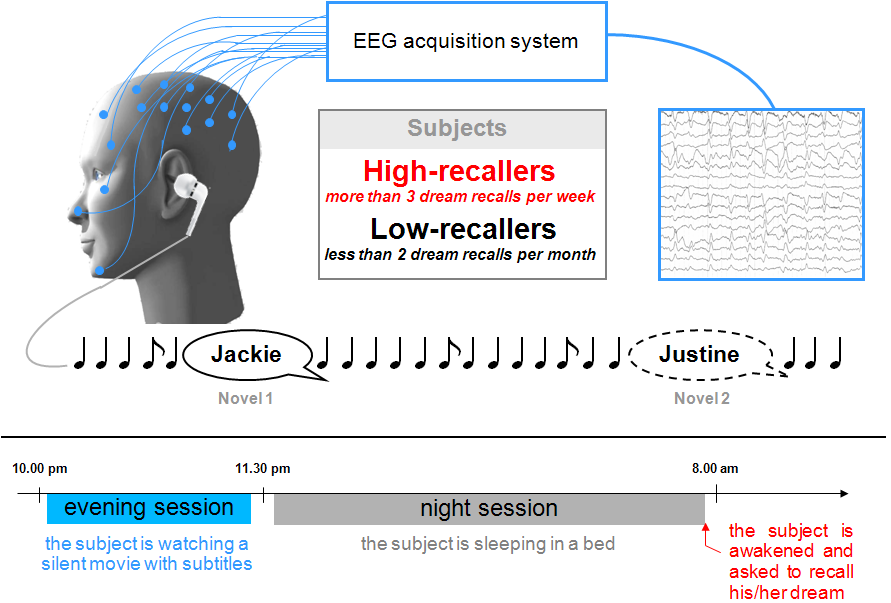 EEG acquisition system
Subjects
High-recallers
more than 3 dream recalls per week
Low-recallers
less than 2 dream recalls per month
Jackie
Justine
Novel 1
Novel 2
10.00 pm
11.30 pm
8.00 am
evening session
night session
the subject is watching a
silent movie with subtitles
the subject is sleeping in a bed
the subject is
awakened and
asked to recall
his/her dream